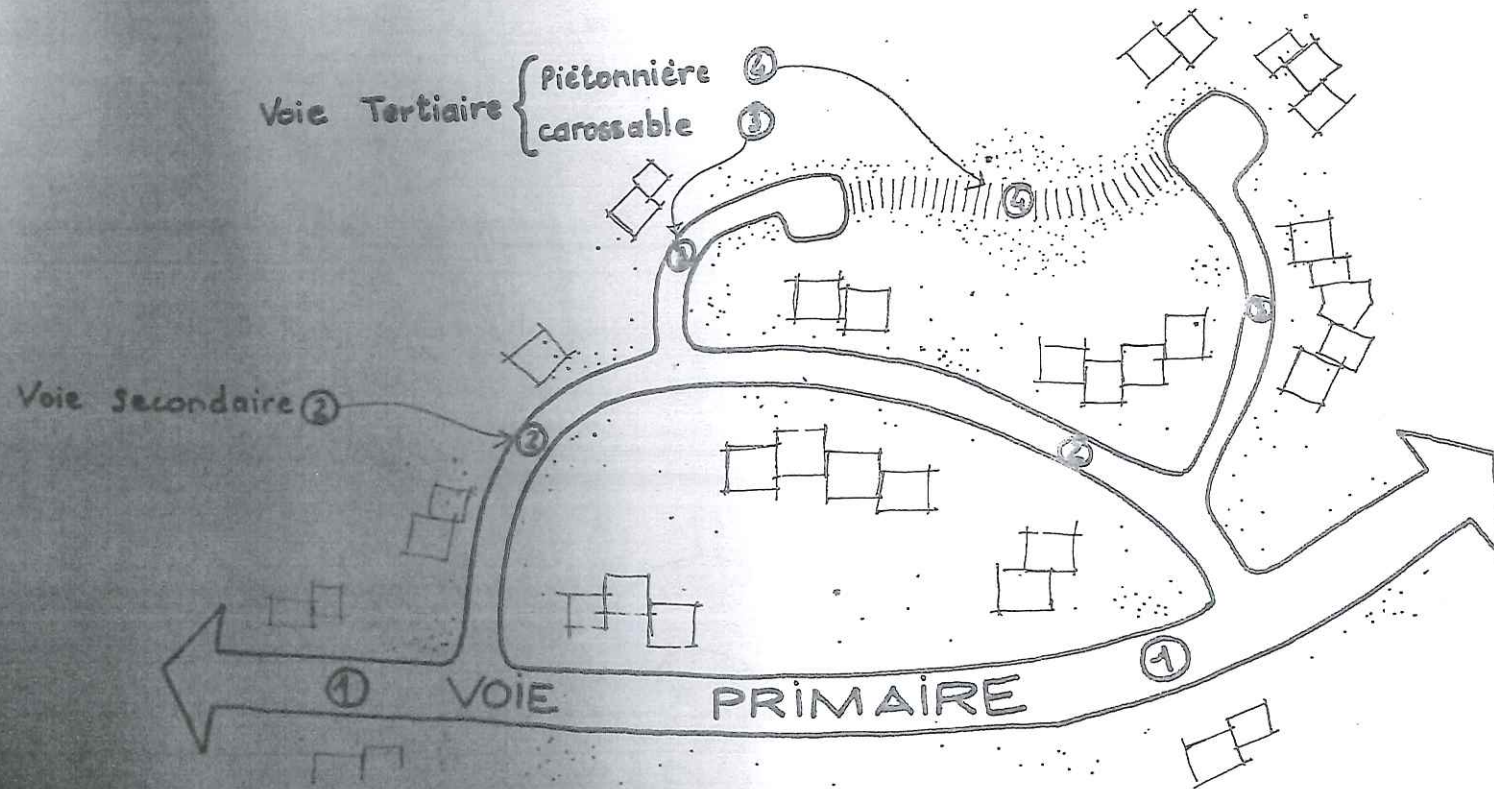 Voie Tertiaire { Piétonnière ④
carossable ③
④
③
③
Voie secondaire ②
②
②
① VOIE PRIMAIRE ①